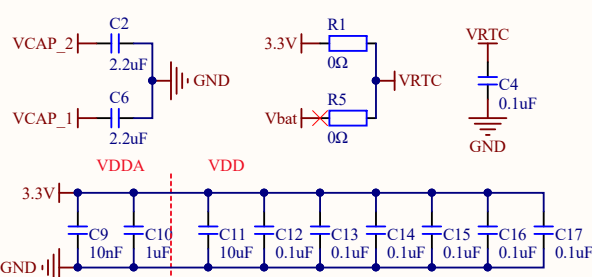 C2
VCAP_2
2.2uF
GND
C6
VCAP_1
2.2uF
R1
3.3V
0Ω
VRTC
R5
Vbat
0Ω
VRTC
C4
0.1uF
GND
VDDA
VDD
3.3V
C9
10nF
C10
1uF
C11
10uF
C12
0.1uF
C13
0.1uF
C14
0.1uF
C15
0.1uF
C16
0.1uF
C17
0.1uF
GND